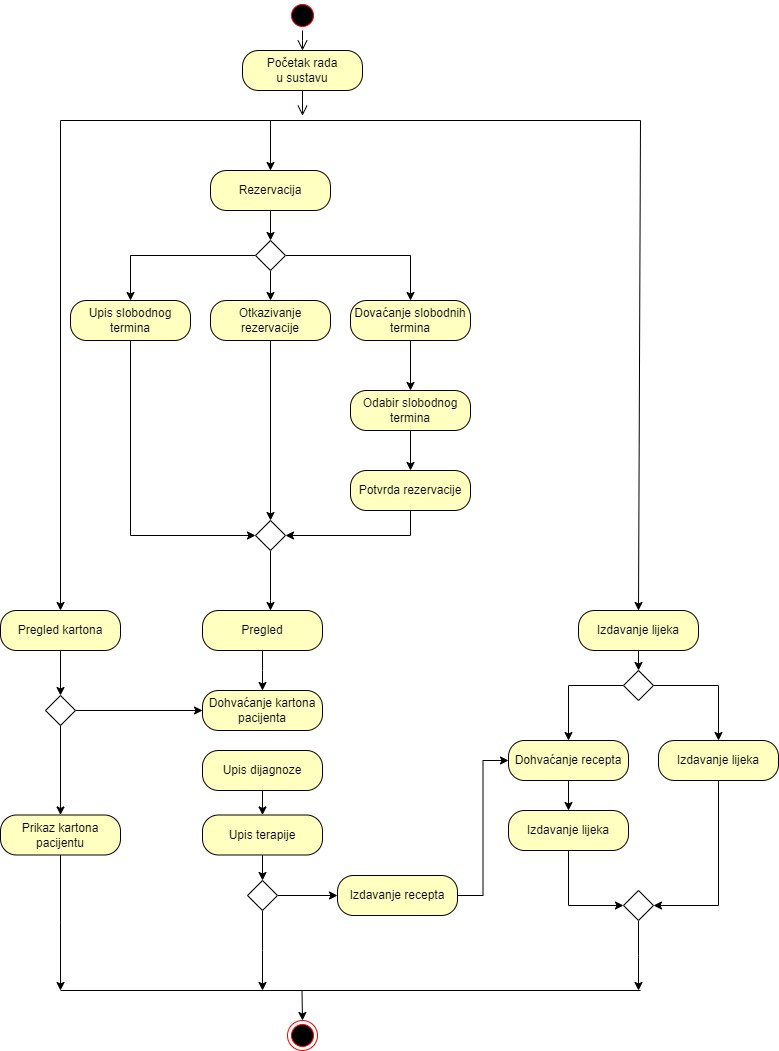 Početak rada
u sustavu
Rezervacija
Upis slobodnog
termina
Otkazivanje
rezervacije
Dovaćanje slobodnih
termina
Odabir slobodnog
termina
Potvrda rezervacije
Pregled kartona
Pregled
Izdavanje lijeka
Dohvaćanje kartona
pacijenta
Dohvaćanje recepta
Izdavanje lijeka
Upis dijagnoze
Prikaz kartona
pacijentu
Upis terapije
Izdavanje lijeka
Izdavanje recepta